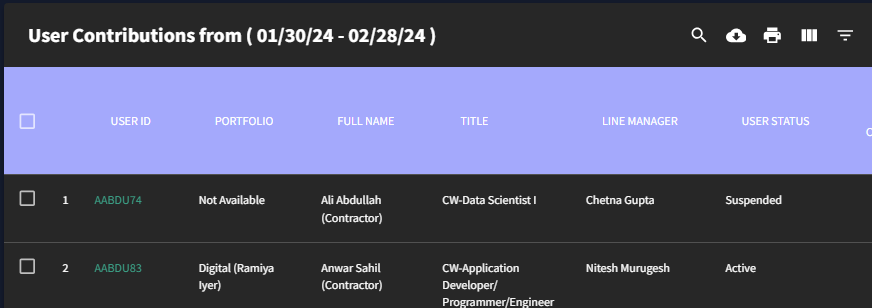 User Contributions from ( 01/30/24 - 02/28/24 )
USER ID PORTFOLIO FULL NAME TITLE LINE MANAGER USER STATUS
1 AABDU74 Not Available Ali Abdullah CW-Data Scientist I Chetna Gupta Suspended
(Contractor)
2 AABDU83 Digital (Ramiya Anwar Sahil CW-Application Nitesh Murugesh Active
Iyer) (Contractor) Developer/
Programmer/Engineer